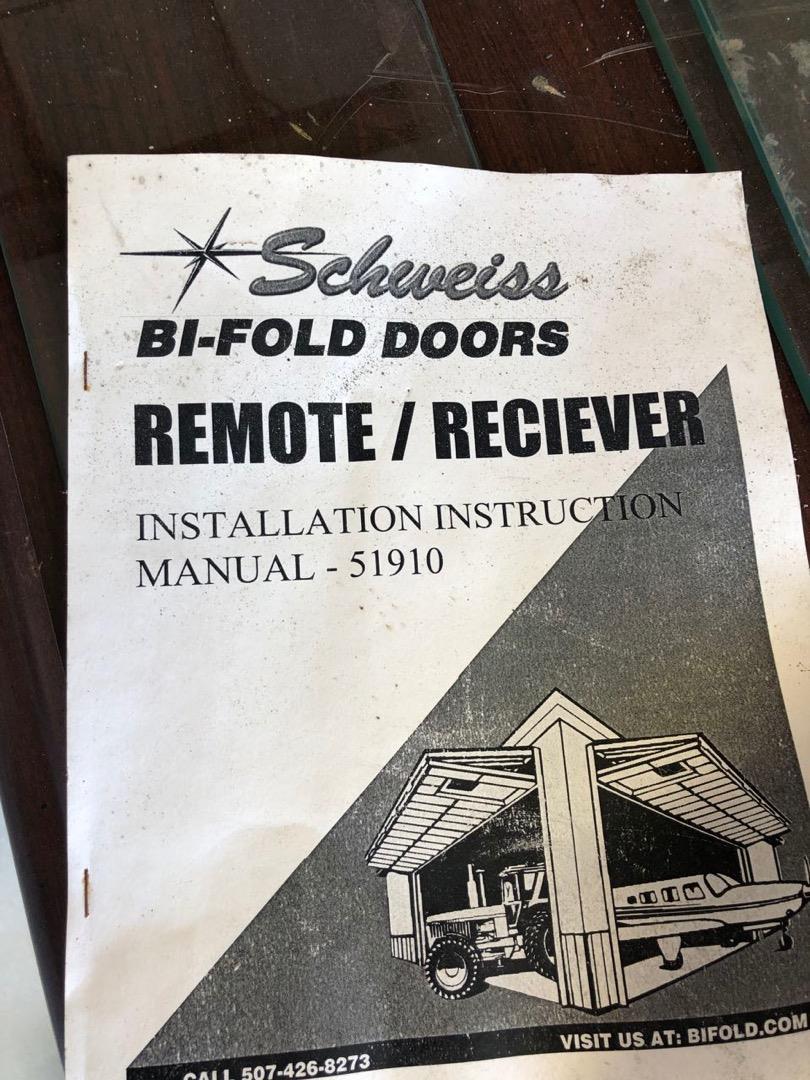 Schweiss
BI-FOLD DOORS
REMOTE / RECIEVER
INSTALLATION INSTRUCTION
MANUAL - 51910
CALL 507-426-8273
VISIT US AT: BIFOLD.COM